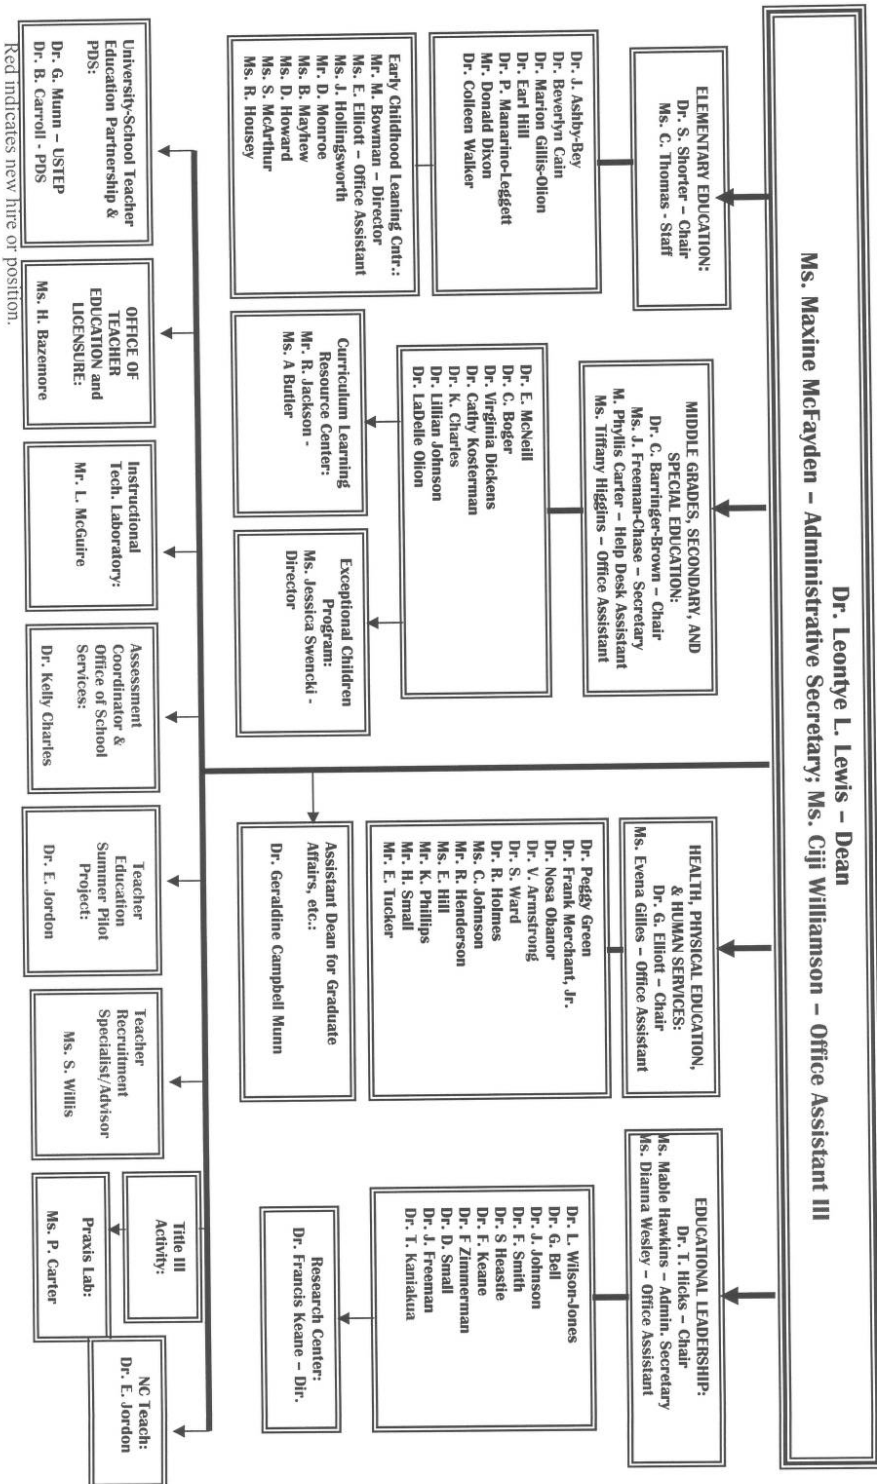 Dr. Leontye L. Lewis – Dean
Ms. Maxine McFayden – Administrative Secretary; Ms. Ciji Williamson – Office Assistant III
ELEMENTARY EDUCATION:
Dr. S. Shorter – Chair
Ms. C. Thomas - Staff
Dr. J. Ashby-Bey
Dr. Beverlyn Cain
Dr. Marion Gillis-Olion
Dr. Earl Hill
Dr. P. Mamarino-Leggett
Mr. Donald Dixon
Dr. Colleen Walker
Early Childhood Leaning Cntr.:
Mr. M. Bowman – Director
Ms. E. Elliott – Office Assistant
Ms. J. Hollingsworth
Mr. D. Monroe
Ms. B. Mayhew
Ms. D. Howard
Ms. S. McArthur
Ms. R. Housey
MIDDLE GRADES, SECONDARY, AND
SPECIAL EDUCATION:
Dr. C. Barringer-Brown – Chair
Ms. J. Freeman-Chase – Secretary
M. Phyllis Carter – Help Desk Assistant
Ms. Tiffany Higgins – Office Assistant
Dr. E. McNeill
Dr. C. Boger
Dr. Virginia Dickens
Dr. Cathy Kosterman
Dr. K. Charles
Dr. Lillian Johnson
Dr. LaDelle Olion
Curriculum Learning
Resource Center:
Mr. R. Jackson -
Ms. A Butler
Exceptional Children
Program:
Ms. Jessica Swencki -
Director
HEALTH, PHYSICAL EDUCATION,
& HUMAN SERVICES:
Dr. G. Elliott – Chair
Ms. Evena Gilles – Office Assistant
Dr. Peggy Green
Dr. Frank Merchant, Jr.
Dr. Nosa Obanor
Dr. V. Armstrong
Dr. S. Ward
Dr. R. Holmes
Ms. C. Johnson
Mr. R. Henderson
Ms. E. Hill
Mr. K. Phillips
Mr. H. Small
Mr. E. Tucker
Assistant Dean for Graduate
Affairs, etc.:
Dr. Geraldine Campbell Munn
EDUCATIONAL LEADERSHIP:
Dr. T. Hicks – Chair
Ms. Mable Hawkins – Admin. Secretary
Ms. Dianna Wesley – Office Assistant
Dr. L. Wilson-Jones
Dr. G. Bell
Dr. J. Johnson
Dr. F. Smith
Dr. S Heastie
Dr. F. Keane
Dr. F Zimmerman
Dr. D. Small
Dr. J. Freeman
Dr. T. Kaniakua
Research Center:
Dr. Francis Keane – Dir.
University-School Teacher
Education Partnership &
PDS:
Dr. G. Munn – USTEP
Dr. B. Carroll - PDS
OFFICE OF
TEACHER
EDUCATION and
LICENSURE:
Ms. H. Bazemore
Instructional
Tech. Laboratory:
Mr. L. McGuire
Assessment
Coordinator &
Office of School
Services:
Dr. Kelly Charles
Teacher
Education
Summer Pilot
Project:
Dr. E. Jordon
Teacher
Recruitment
Specialist/Advisor
Ms. S. Willis
Title III
Activity:
Praxis Lab:
Ms. P. Carter
NC Teach:
Dr. E. Jordon
Red indicates new hire or position.